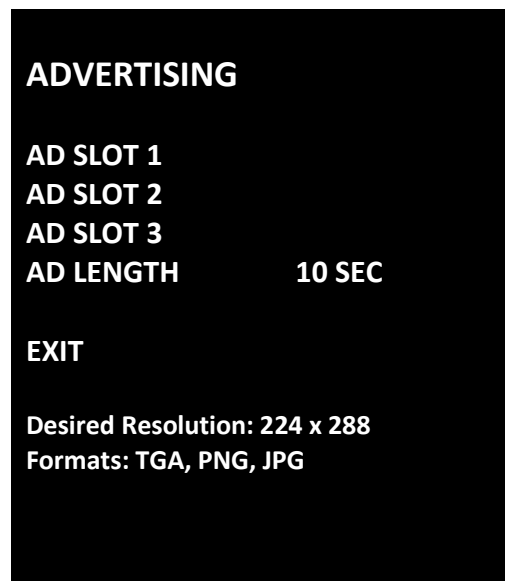 ADVERTISING
AD SLOT 1
AD SLOT 2
AD SLOT 3
AD LENGTH 10 SEC
EXIT
Desired Resolution: 224 x 288
Formats: TGA, PNG, JPG